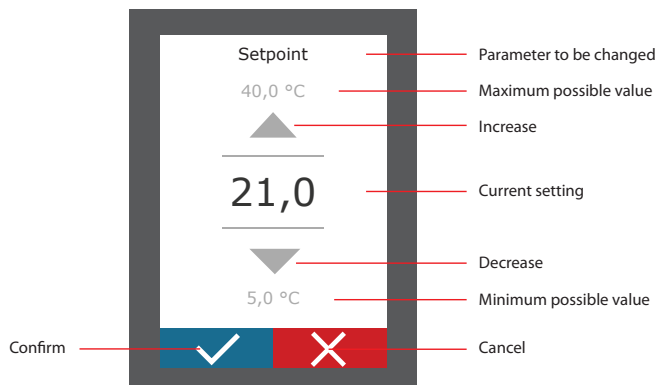 Setpoint
Parameter to be changed
40,0 °C
Maximum possible value
Increase
21,0
Current setting
Decrease
5,0 °C
Minimum possible value
Confirm
Cancel